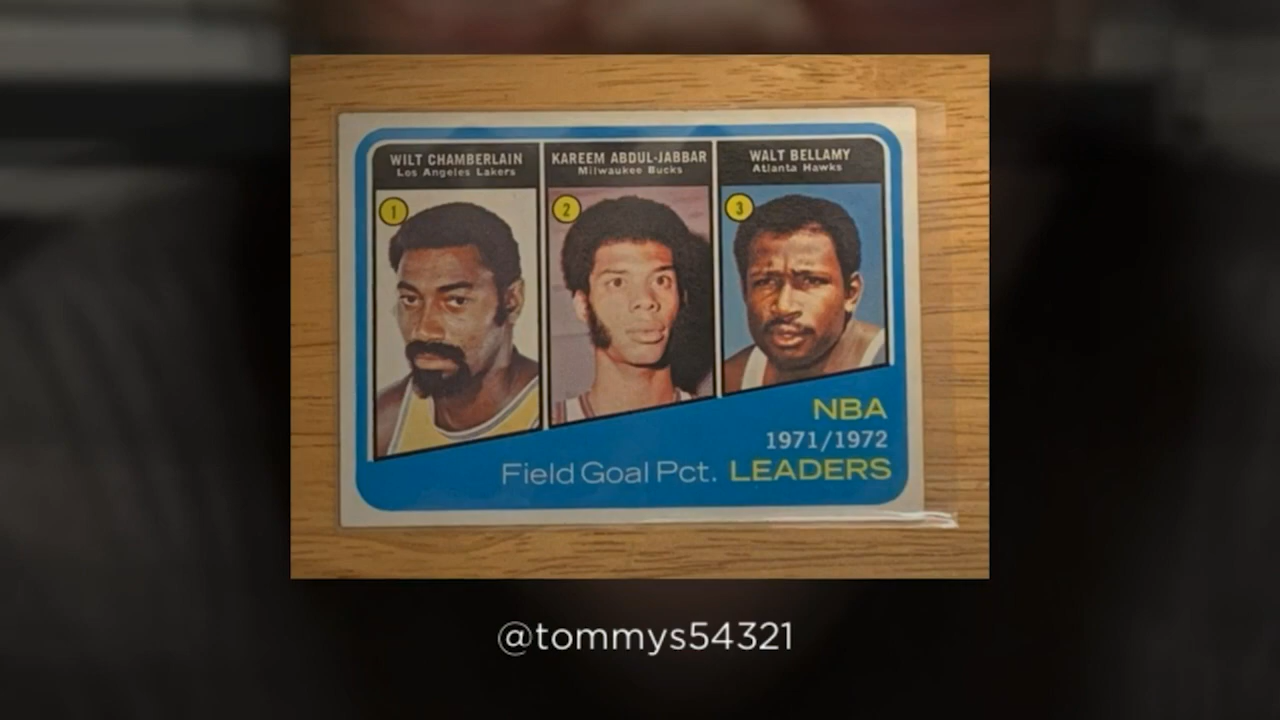 WILT CHAMBERLAIN
Los Angeles Lakers
1
KAREEM ABDUL-JABBAR
Milwaukee Bucks
2
WALT BELLAMY
Atlanta Hawks
3
NBA
1971/1972
Field Goal Pct. LEADERS
@tommys54321